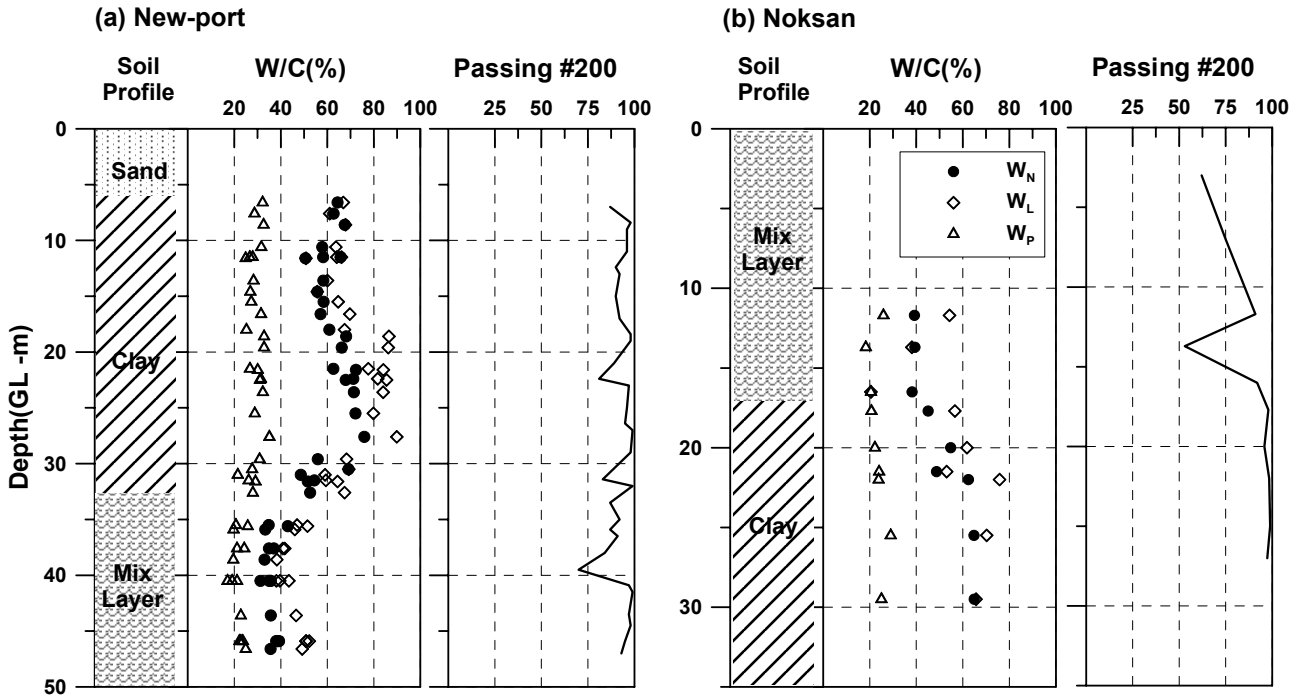 (a) New-port
Soil
Profile
W/C(%)
Passing #200
20 40 60 80 100
25 50 75 100
Depth(GL -m)
0
10
20
30
40
50
Sand
Clay
Mix
Layer
(b) Noksan
Soil
Profile
W/C(%)
Passing #200
20 40 60 80 100
25 50 75 100
0
10
20
30
Mix
Layer
Clay
W_N
W_L
W_P